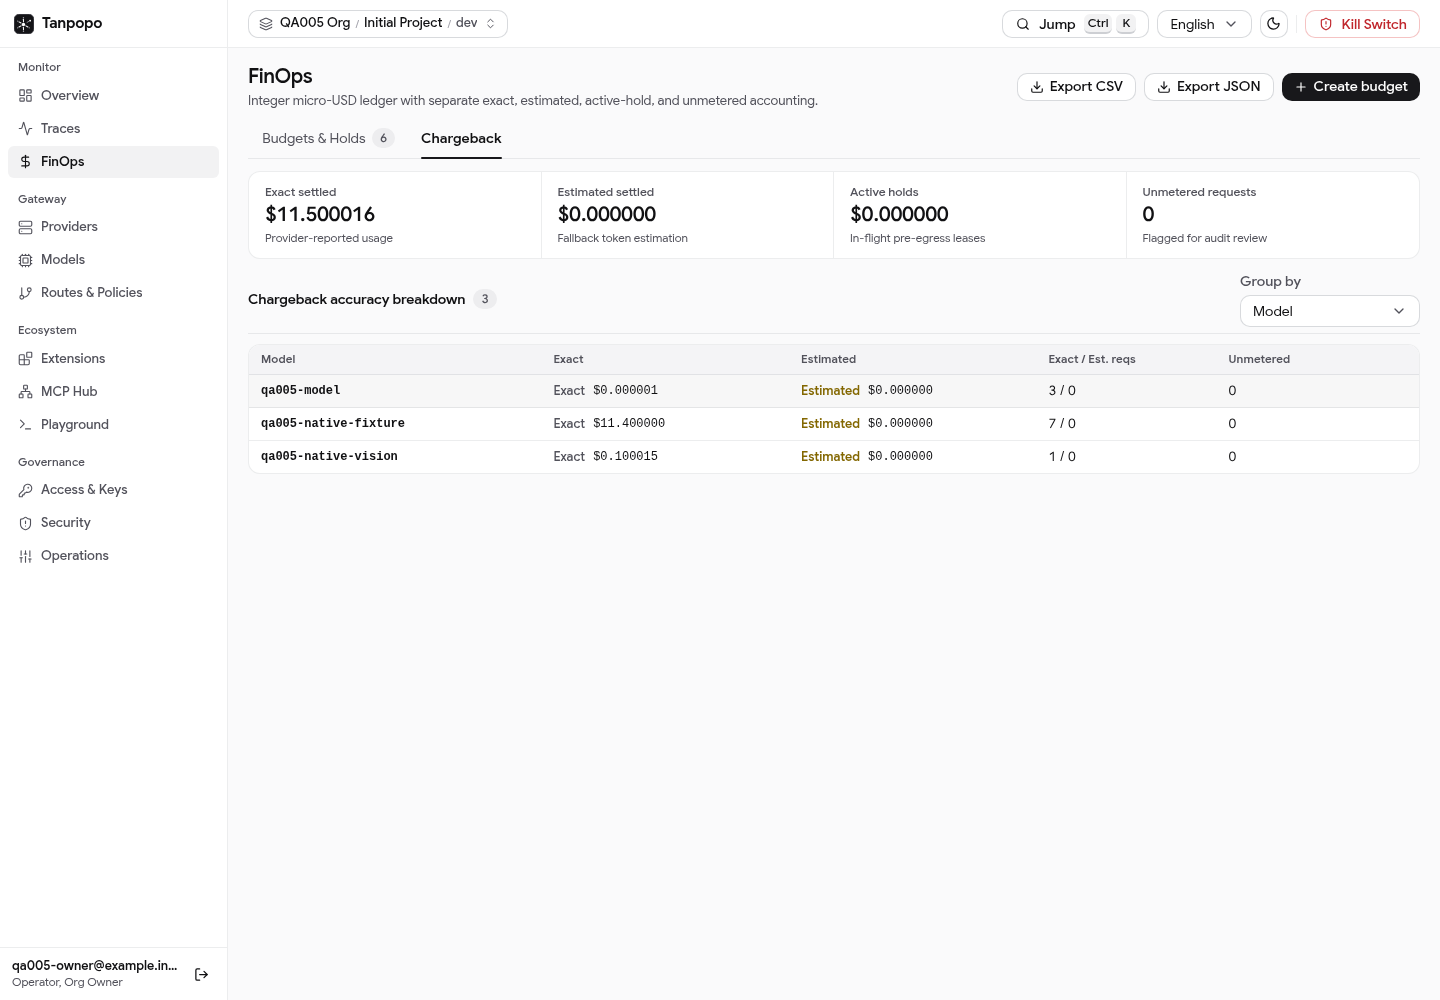 Tanpopo
QA005 Org / Initial Project / dev
Jump Ctrl K
English
Kill Switch
Monitor
Overview
Traces
FinOps
Gateway
Providers
Models
Routes & Policies
Ecosystem
Extensions
MCP Hub
Playground
Governance
Access & Keys
Security
Operations
qa005-owner@example.in...
Operator, Org Owner
FinOps
Integer micro-USD ledger with separate exact, estimated, active-hold, and unmetered accounting.
Export CSV
Export JSON
Create budget
Budgets & Holds 6
Chargeback
Exact settled
$11.500016
Provider-reported usage
Estimated settled
$0.000000
Fallback token estimation
Active holds
$0.000000
In-flight pre-egress leases
Unmetered requests
0
Flagged for audit review
Chargeback accuracy breakdown 3
Group by
Model
Model Exact Estimated Exact / Est. reqs Unmetered
qa005-model Exact $0.000001 Estimated $0.000000 3 / 0 0
qa005-native-fixture Exact $11.400000 Estimated $0.000000 7 / 0 0
qa005-native-vision Exact $0.100015 Estimated $0.000000 1 / 0 0